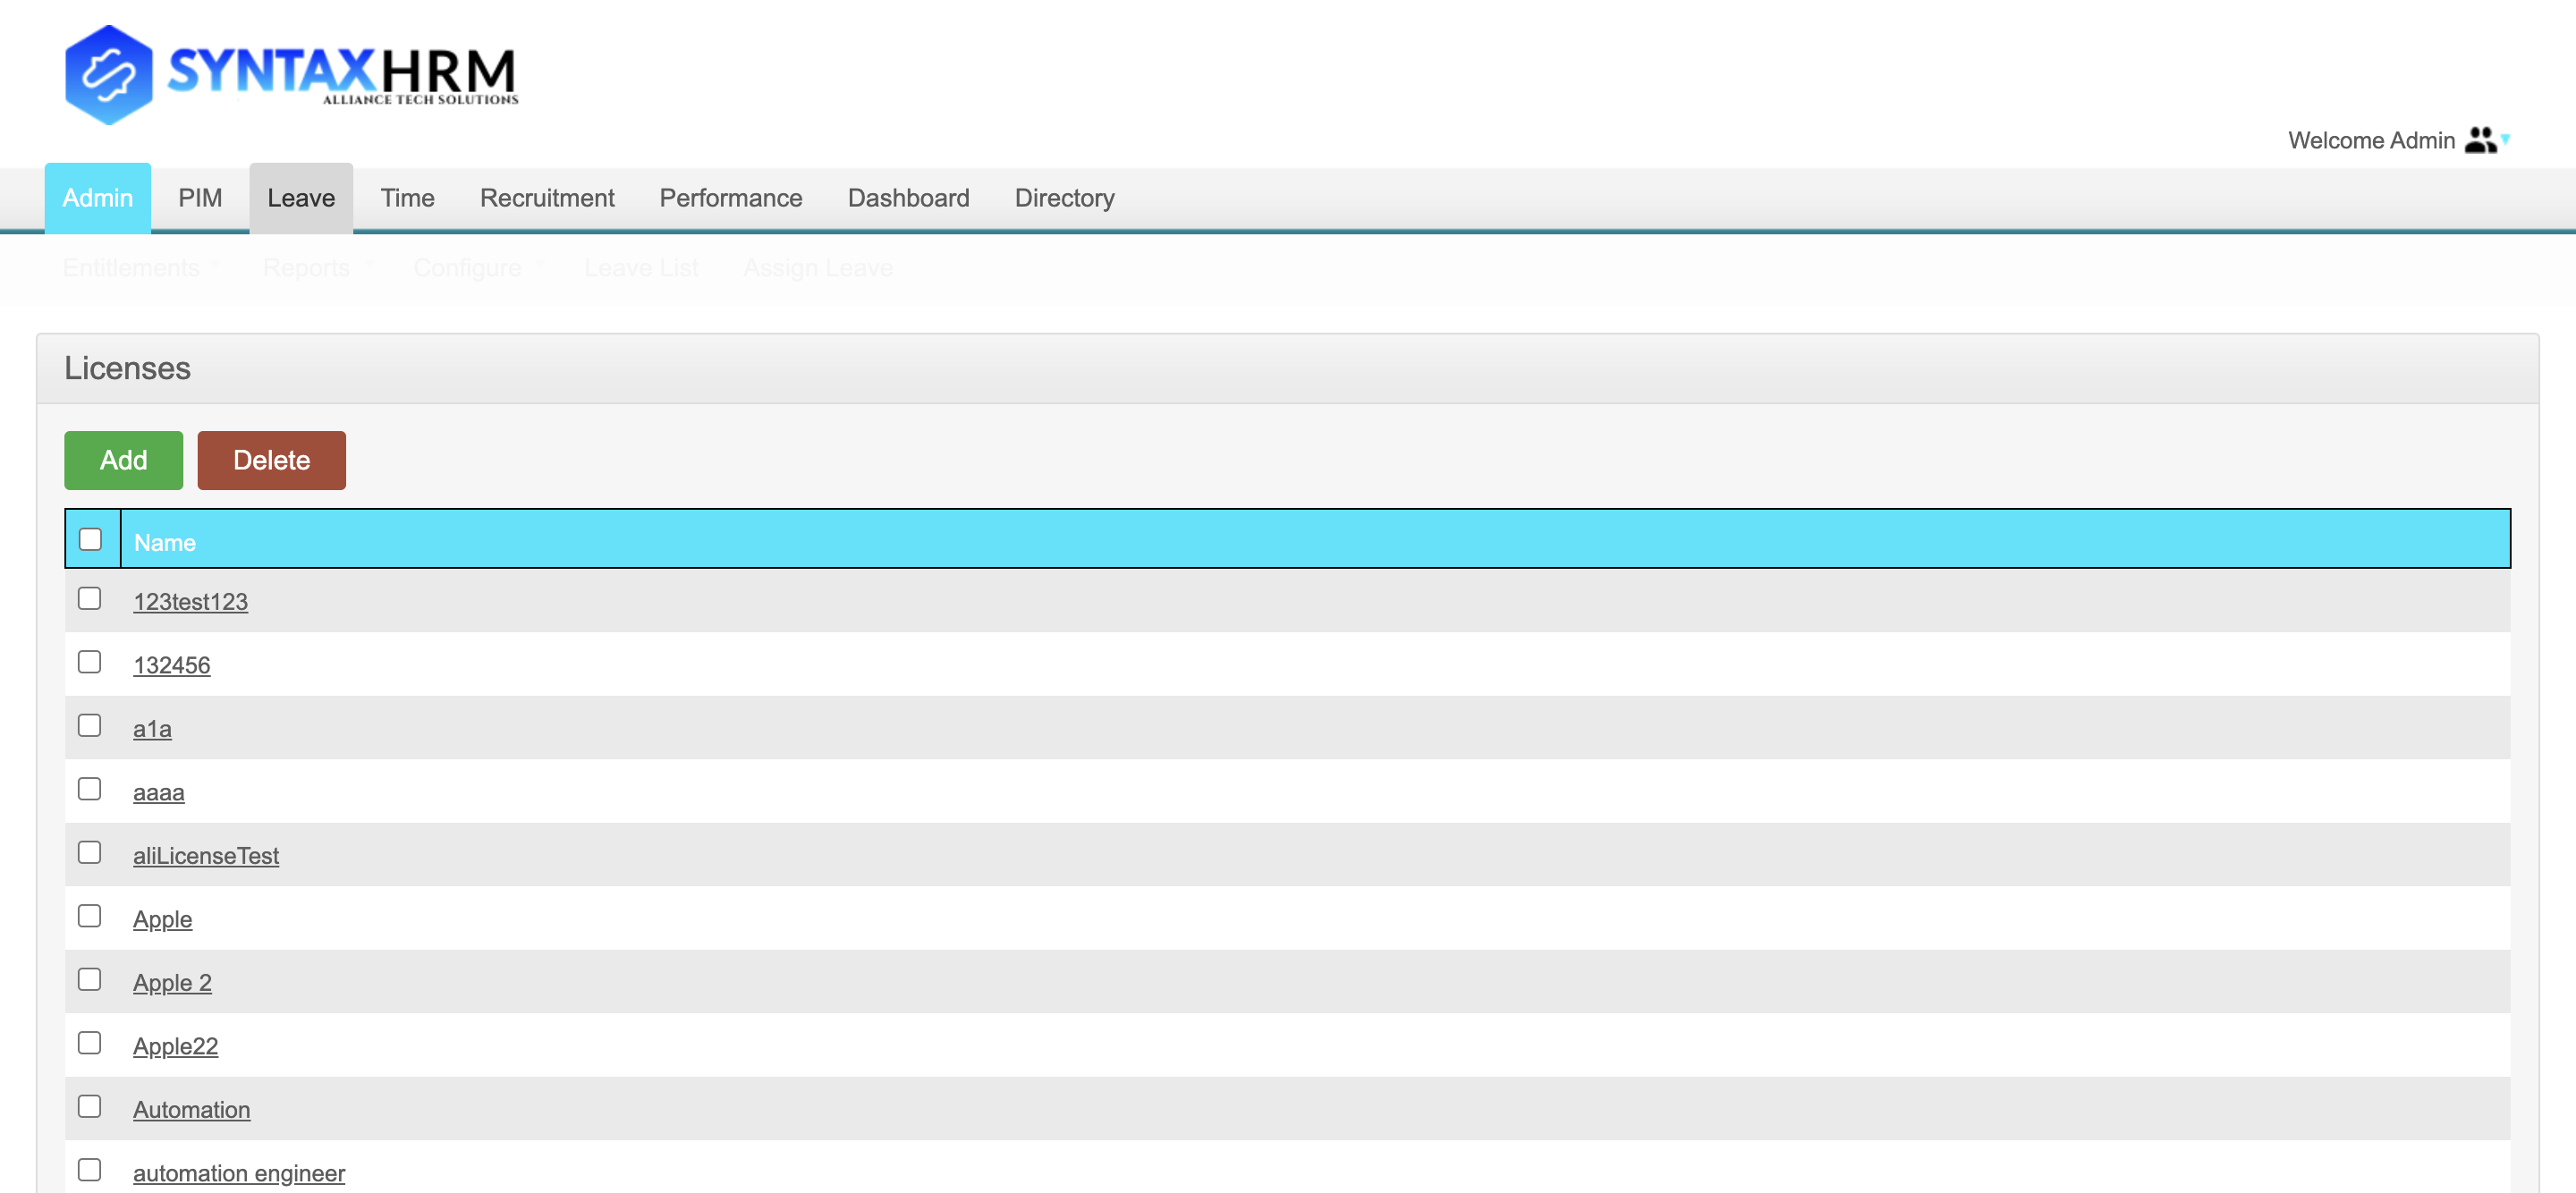 SYNTAXHRM
ALLIANCE TECH SOLUTIONS
Welcome Admin
Admin PIM Leave Time Recruitment Performance Dashboard Directory
Entitlements Reports Configure Leave List Assign Leave
Licenses
Add Delete
Name
123test123
132456
a1a
aaaa
aliLicenseTest
Apple
Apple 2
Apple22
Automation
automation engineer